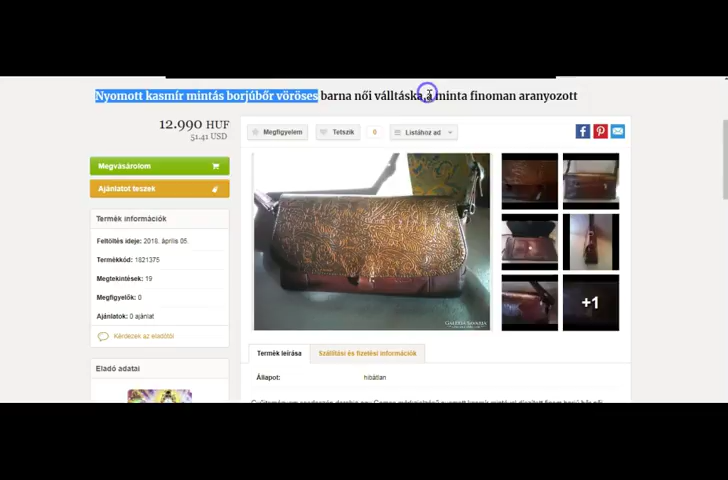 Nyomott kasmír mintás borjúbőr vöröses barna női válltáska,a minta finoman aranyozott
12.990 HUF
51.41 USD
Megfigyelem
Tetszik
0
Listához ad
Megvásárolom
Ajánlatot teszek
Termék információk
Feltöltés ideje: 2018. április 05.
Termékkód: 1821375
Megtekintések: 19
Megfigyelők: 0
Ajánlatok: 0 ajánlat
Kérdezek az eladótól
Eladó adatai
+1
Termék leírása
Szállítási és fizetési információk
Állapot:
hibátlan